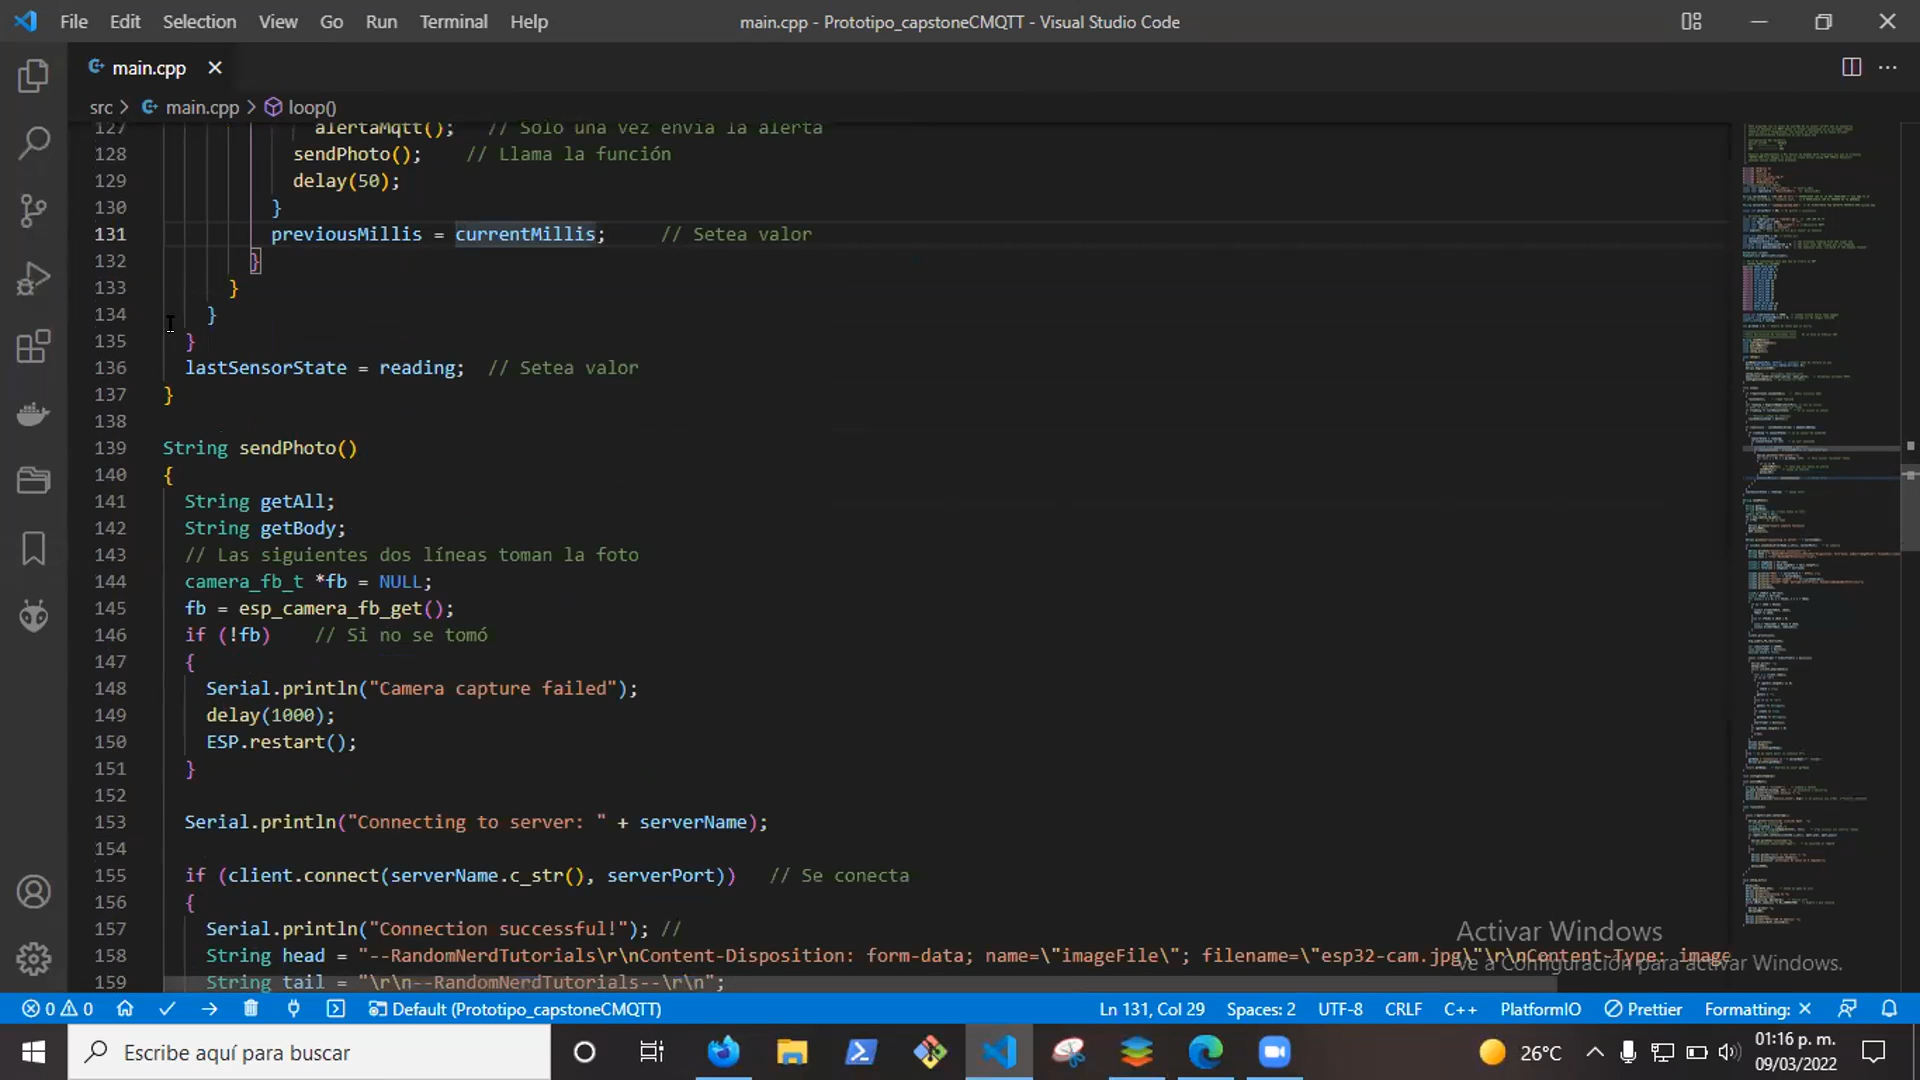 File Edit Selection View Go Run Terminal Help
main.cpp - Prototipo_capstoneCMQTT - Visual Studio Code
main.cpp
src > main.cpp > loop()
127 alertaMqtt(); // Solo una vez envia la alerta
128 sendPhoto(); // Llama la función
129 delay(50);
130 }
131 previousMillis = currentMillis; // Setea valor
132 }
133 }
134 }
135 }
136 lastSensorState = reading; // Setea valor
137 }
138
139 String sendPhoto()
140 {
141 String getAll;
142 String getBody;
143 // Las siguientes dos líneas toman la foto
144 camera_fb_t *fb = NULL;
145 fb = esp_camera_fb_get();
146 if (!fb) // Si no se tomó
147 {
148 Serial.println("Camera capture failed");
149 delay(1000);
150 ESP.restart();
151 }
152
153 Serial.println("Connecting to server: " + serverName);
154
155 if (client.connect(serverName.c_str(), serverPort)) // Se conecta
156 {
157 Serial.println("Connection successful!"); //
158 String head = "--RandomNerdTutorials\r\nContent-Disposition: form-data; name=\"imageFile\"; filename=\"esp32-cam.jpg\"\r\nContent-Type: image
159 String tail = "\r\n--RandomNerdTutorials--\r\n";
Activar Windows
Ve a Configuración para activar Windows.
0 0 Default (Prototipo_capstoneCMQTT) Ln 131, Col 29 Spaces: 2 UTF-8 CRLF C++ PlatformIO Prettier Formatting: ×
Escribe aquí para buscar
26°C
01:16 p. m.
09/03/2022